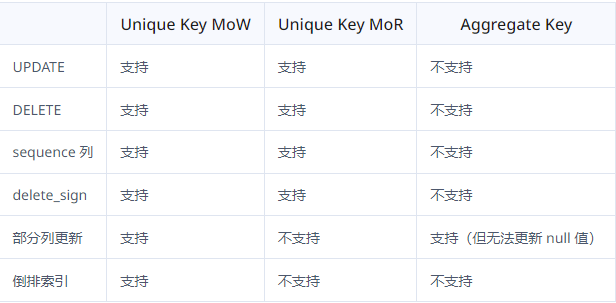 Unique Key MoW Unique Key MoR Aggregate Key
UPDATE 支持 支持 不支持
DELETE 支持 支持 不支持
sequence 列 支持 支持 不支持
delete_sign 支持 支持 不支持
部分列更新 支持 不支持 支持（但无法更新 null 值）
倒排索引 支持 不支持 不支持